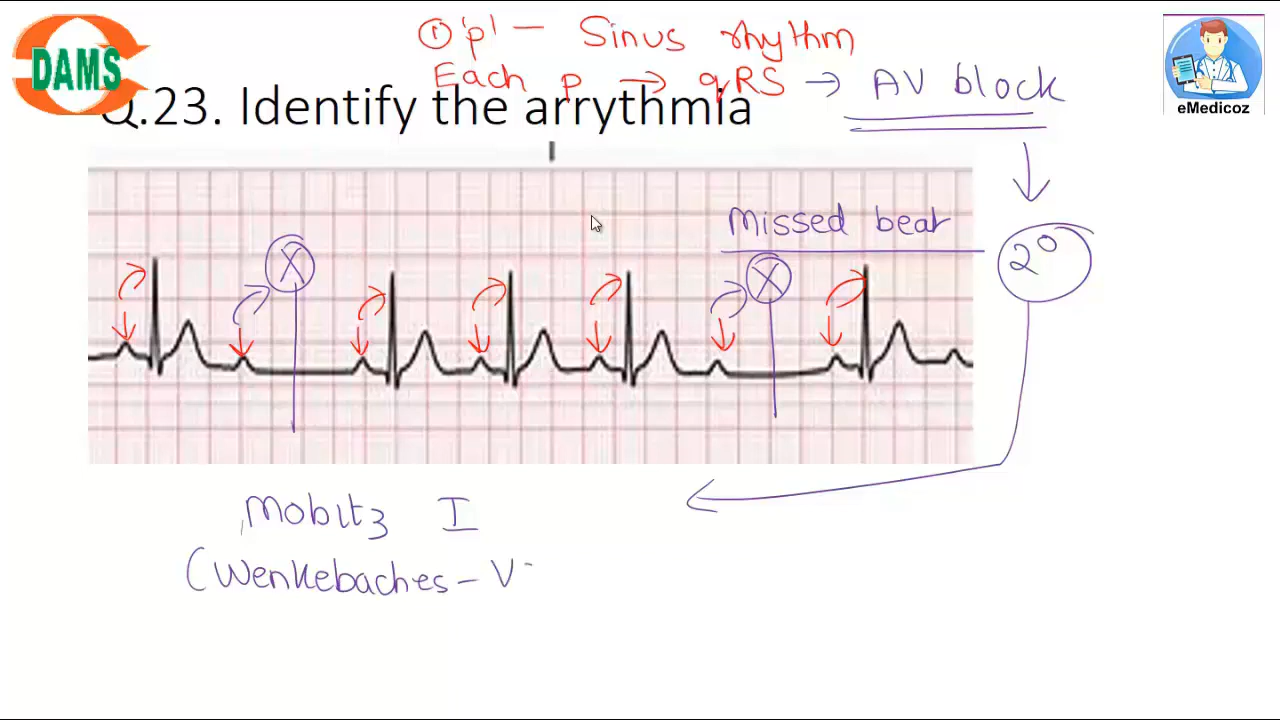 ① 'p' — Sinus rhythm
DAMS
Each p → qRS → AV block
Q.23. Identify the arrythmia
eMedicoz
Missed beat
2°
X
X
Mobitz I
(Wenkebaches - V